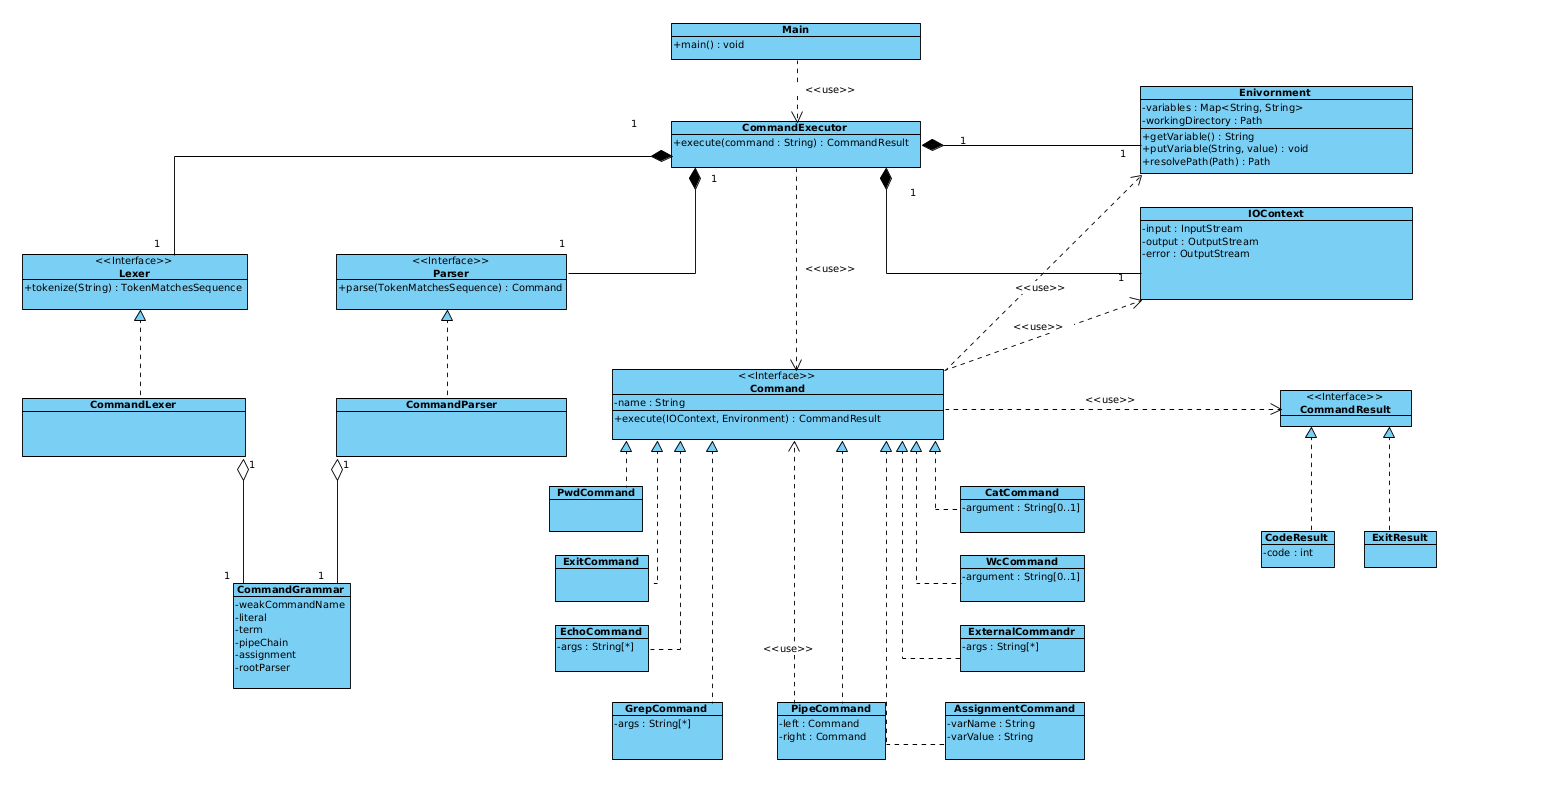 Main
+main() : void
<<use>>
CommandExecutor
+execute(command : String) : CommandResult
1
1
1
1
Enivornment
-variables : Map<String, String>
-workingDirectory : Path
+getVariable() : String
+putVariable(String, value) : void
+resolvePath(Path) : Path
1
IOContext
-input : InputStream
-output : OutputStream
-error : OutputStream
1
1
<<Interface>>
Lexer
+tokenize(String) : TokenMatchesSequence
1
<<Interface>>
Parser
+parse(TokenMatchesSequence) : Command
<<use>>
<<use>>
<<use>>
<<Interface>>
Command
-name : String
+execute(IOContext, Environment) : CommandResult
<<use>>
<<Interface>>
CommandResult
CommandLexer
CommandParser
1
1
1
1
CommandGrammar
-weakCommandName
-literal
-term
-pipeChain
-assignment
-rootParser
PwdCommand
ExitCommand
EchoCommand
-args : String[*]
GrepCommand
-args : String[*]
<<use>>
PipeCommand
-left : Command
-right : Command
CatCommand
-argument : String[0..1]
WcCommand
-argument : String[0..1]
ExternalCommandr
-args : String[*]
AssignmentCommand
-varName : String
-varValue : String
CodeResult
-code : int
ExitResult